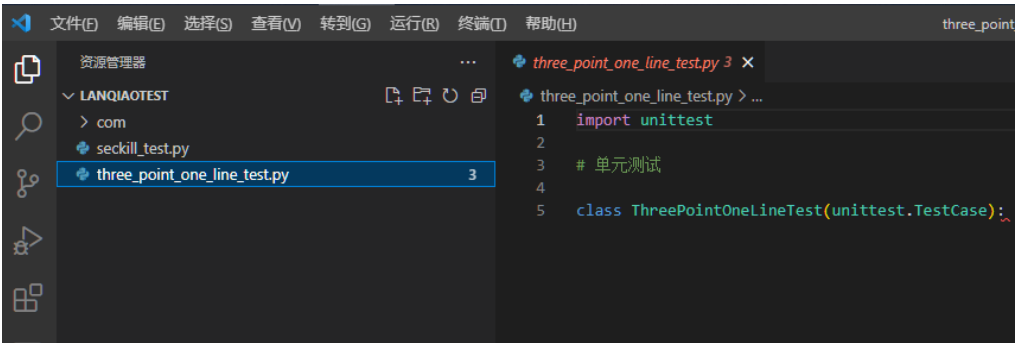 文件(F) 编辑(E) 选择(S) 查看(V) 转到(G) 运行(R) 终端(T) 帮助(H) three_point
资源管理器 ...
three_point_one_line_test.py 3
LANQIAOTEST
three_point_one_line_test.py > ...
> com
seckill_test.py
three_point_one_line_test.py 3
1 import unittest
2
3 # 单元测试
4
5 class ThreePointOneLineTest(unittest.TestCase):